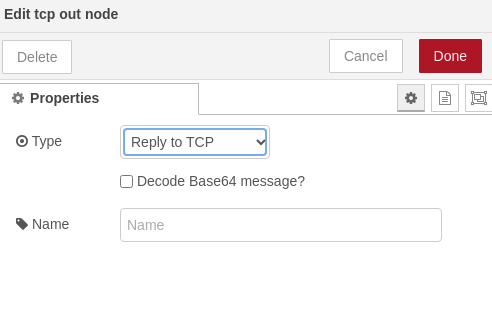 Edit tcp out node
Delete
Cancel
Done
Properties
Type
Reply to TCP
Decode Base64 message?
Name
Name